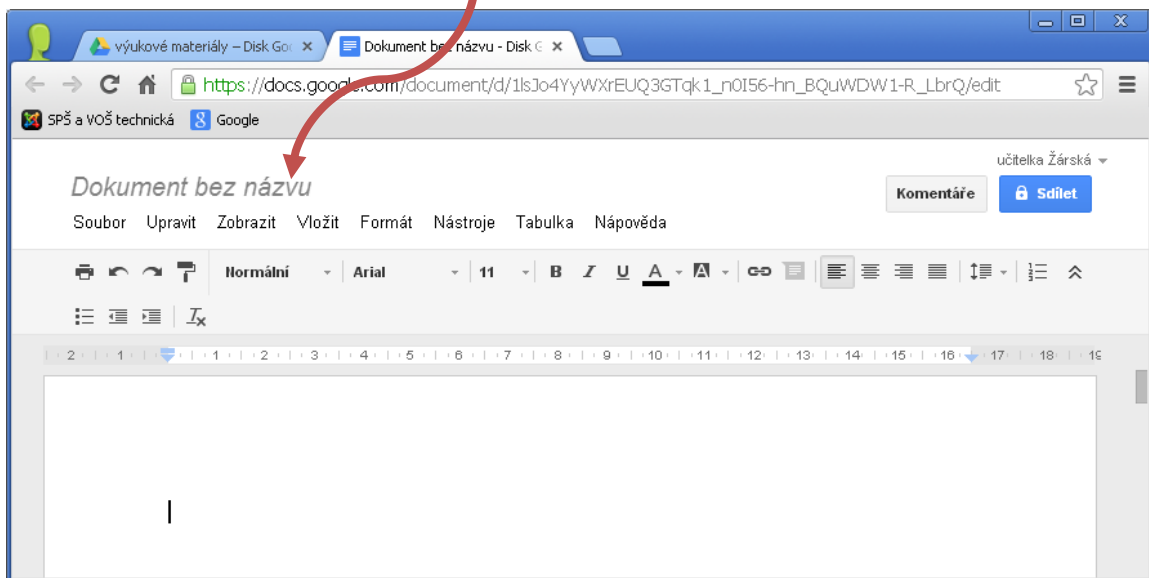 výukové materiály – Disk Goo
Dokument bez názvu - Disk G
https://docs.google.com/document/d/1lsJo4YyWXrEUQ3GTqk1_n0I56-hn_BQuWDW1-R_LbrQ/edit
SPŠ a VOŠ technická Google
učitelka Žárská
Dokument bez názvu
Komentáře Sdílet
Soubor Upravit Zobrazit Vložit Formát Nástroje Tabulka Nápověda
Normální Arial 11 B I U A A
2 1 1 2 3 4 5 6 7 8 9 10 11 12 13 14 15 16 17 18 19